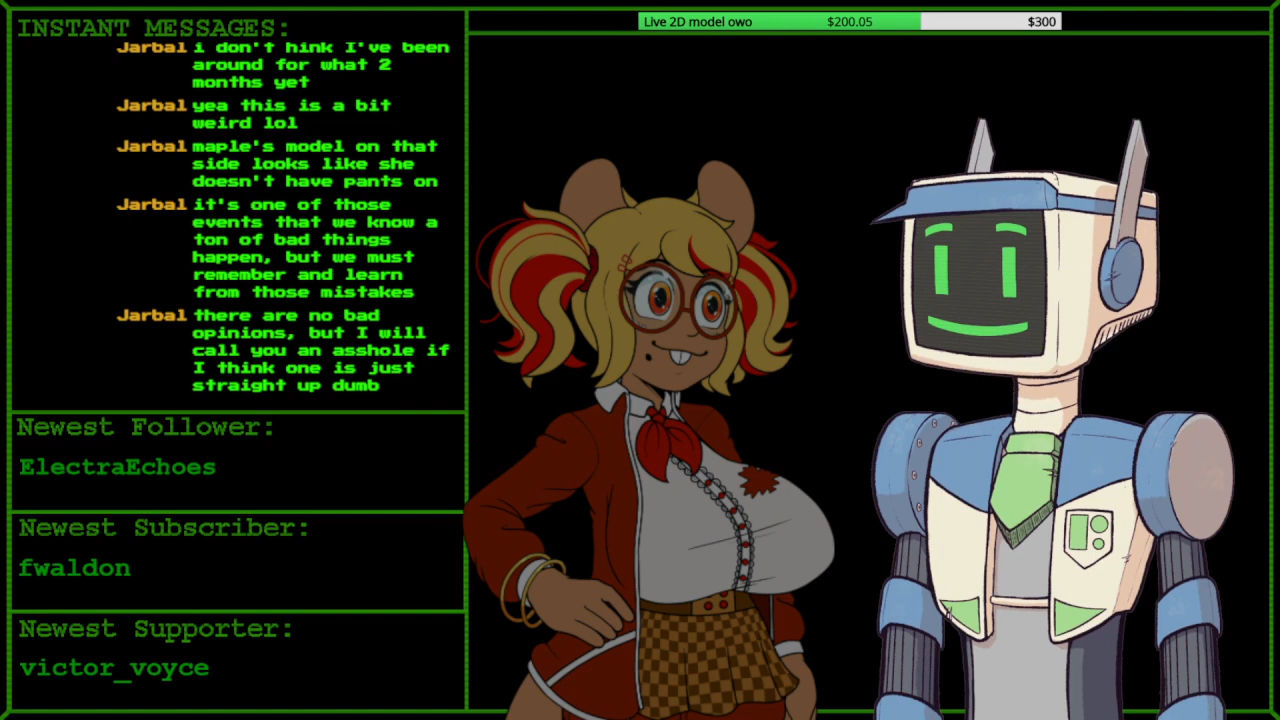 INSTANT MESSAGES:
Live 2D model owo $200.05 $300
Jarbal i don't hink I've been
around for what 2
months yet
Jarbal yea this is a bit
weird lol
Jarbal maple's model on that
side looks like she
doesn't have pants on
Jarbal it's one of those
events that we know a
ton of bad things
happen, but we must
remember and learn
from those mistakes
Jarbal there are no bad
opinions, but I will
call you an asshole if
I think one is just
straight up dumb
Newest Follower:
ElectraEchoes
Newest Subscriber:
fwaldon
Newest Supporter:
victor_voyce